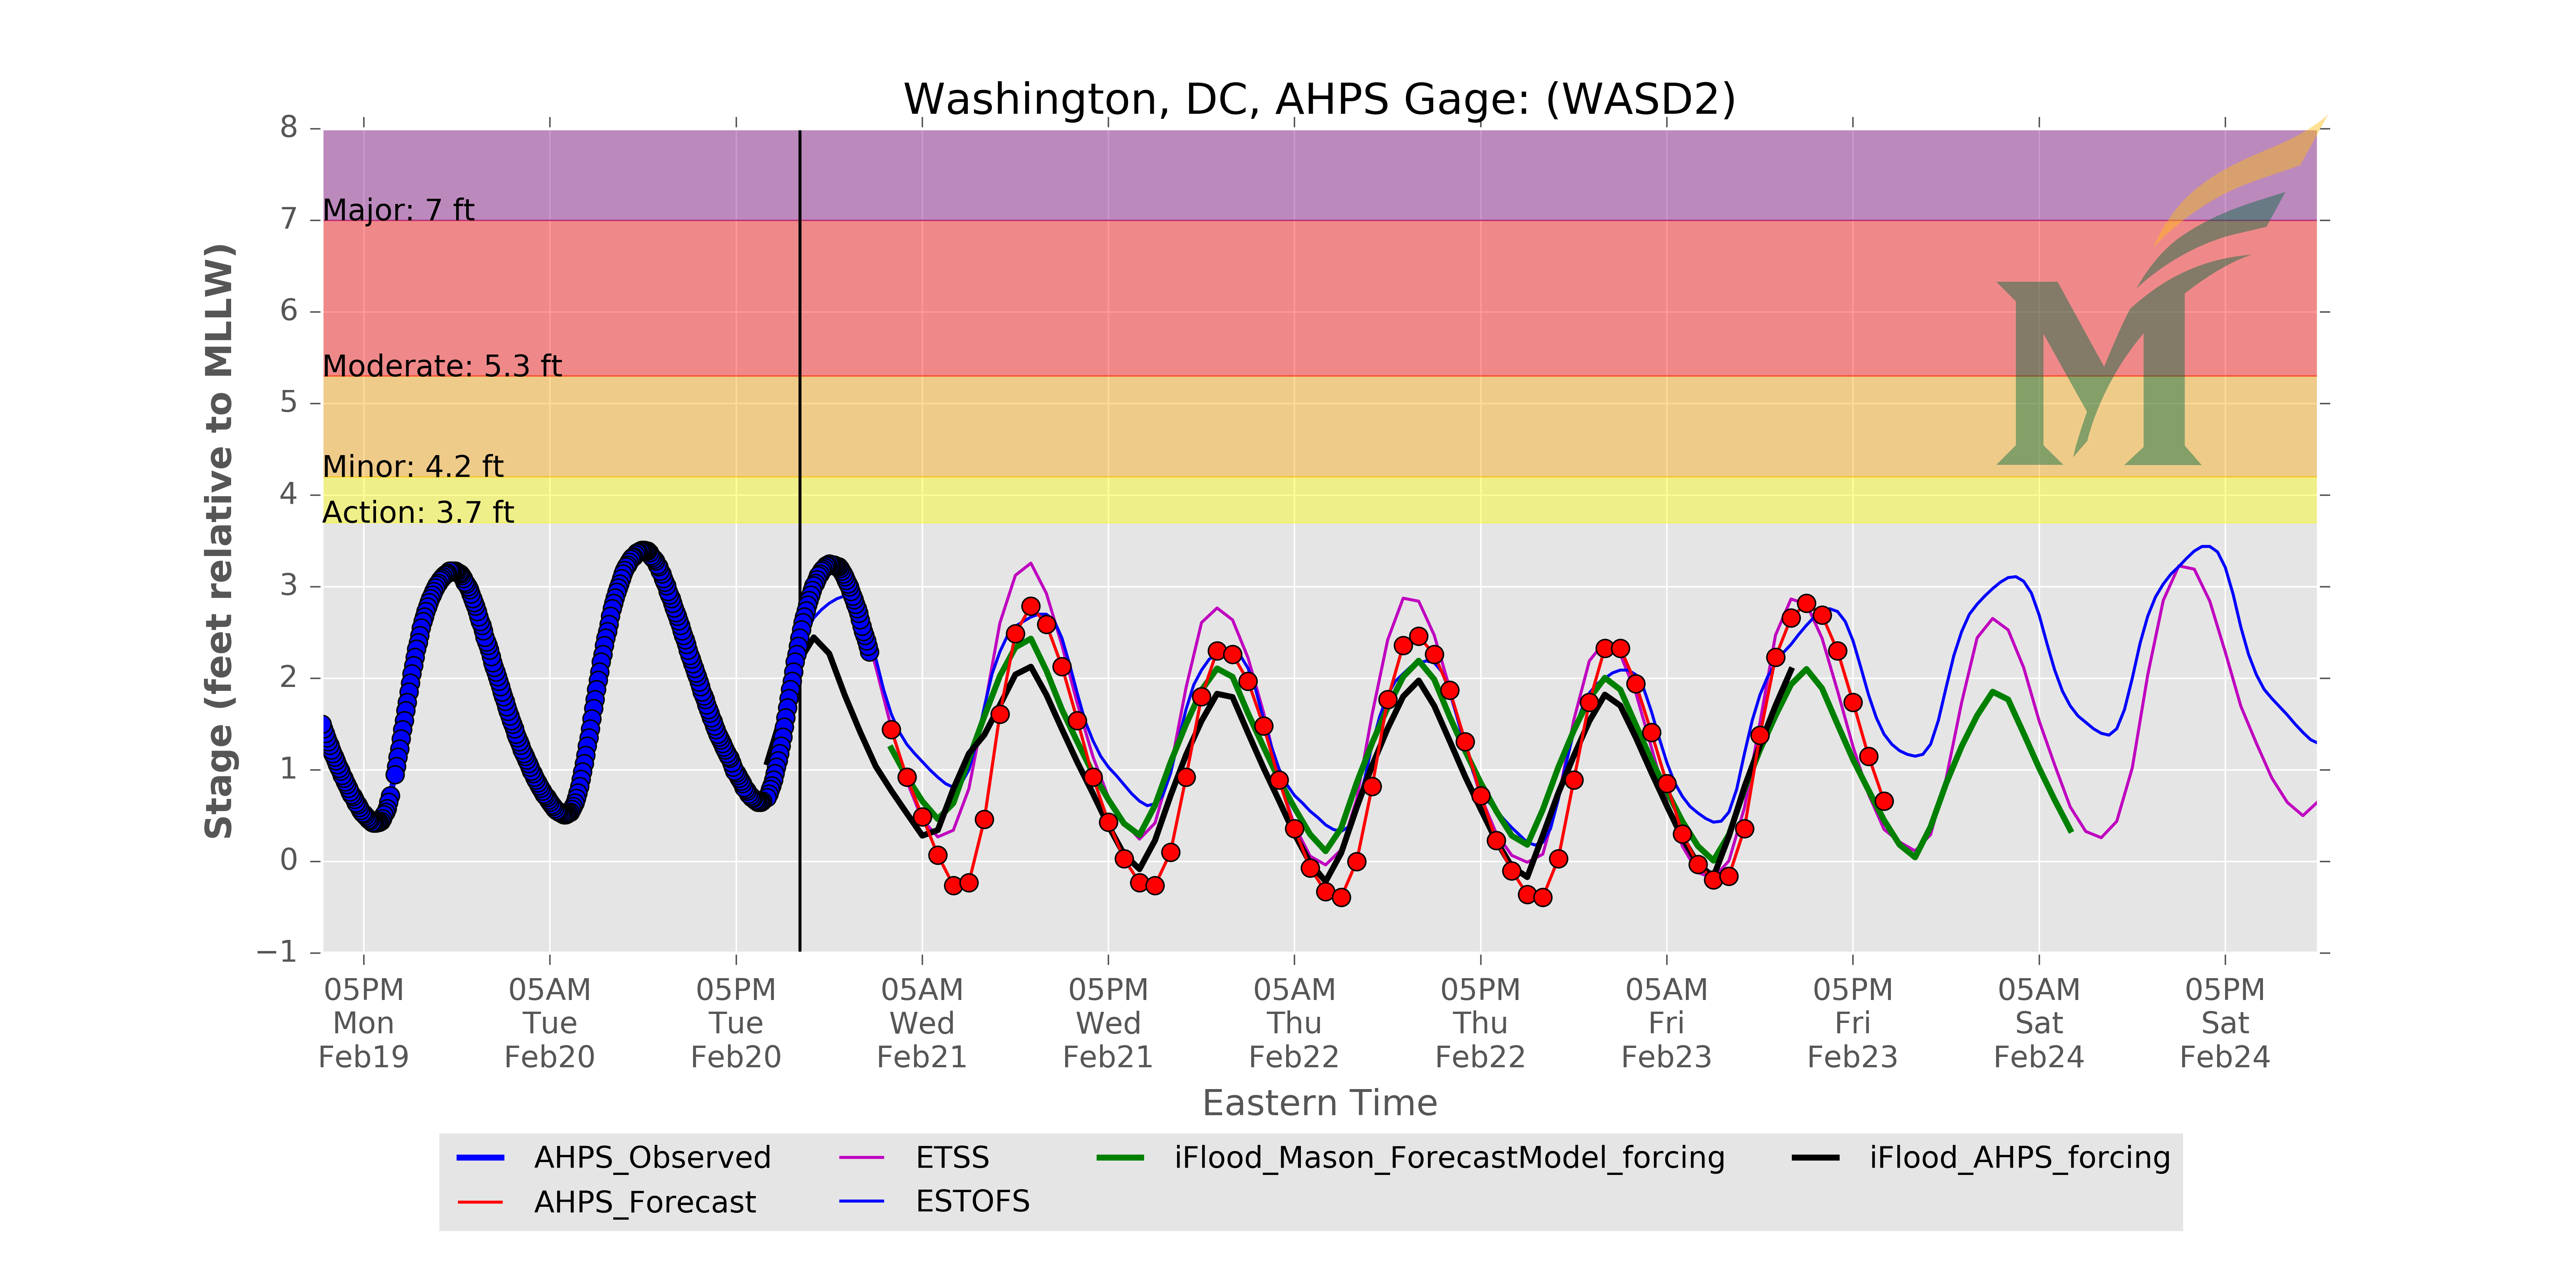 Washington, DC, AHPS Gage: (WASD2)
Stage (feet relative to MLLW)
8
7
6
5
4
3
2
1
0
−1
Major: 7 ft
Moderate: 5.3 ft
Minor: 4.2 ft
Action: 3.7 ft
05PM 05AM 05PM 05AM 05PM 05AM 05PM 05AM 05PM 05AM 05PM
Mon Tue Tue Wed Wed Thu Thu Fri Fri Sat Sat
Feb19 Feb20 Feb20 Feb21 Feb21 Feb22 Feb22 Feb23 Feb23 Feb24 Feb24
Eastern Time
AHPS_Observed ETSS iFlood_Mason_ForecastModel_forcing iFlood_AHPS_forcing
AHPS_Forecast ESTOFS
M